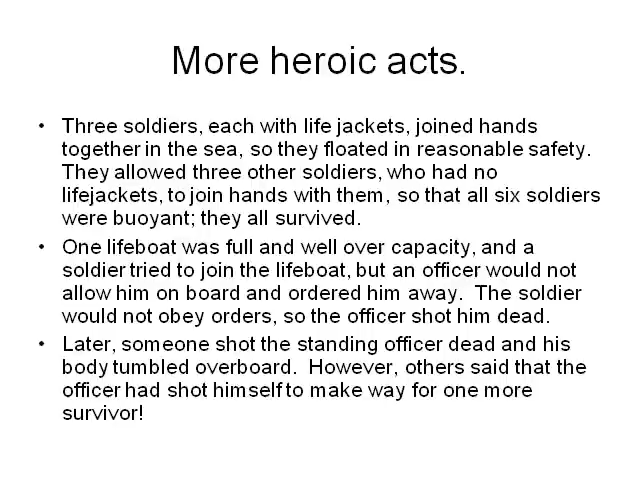 More heroic acts.
• Three soldiers, each with life jackets, joined hands
together in the sea, so they floated in reasonable safety.
They allowed three other soldiers, who had no
lifejackets, to join hands with them, so that all six soldiers
were buoyant; they all survived.
• One lifeboat was full and well over capacity, and a
soldier tried to join the lifeboat, but an officer would not
allow him on board and ordered him away.  The soldier
would not obey orders, so the officer shot him dead.
• Later, someone shot the standing officer dead and his
body tumbled overboard.  However, others said that the
officer had shot himself to make way for one more
survivor!